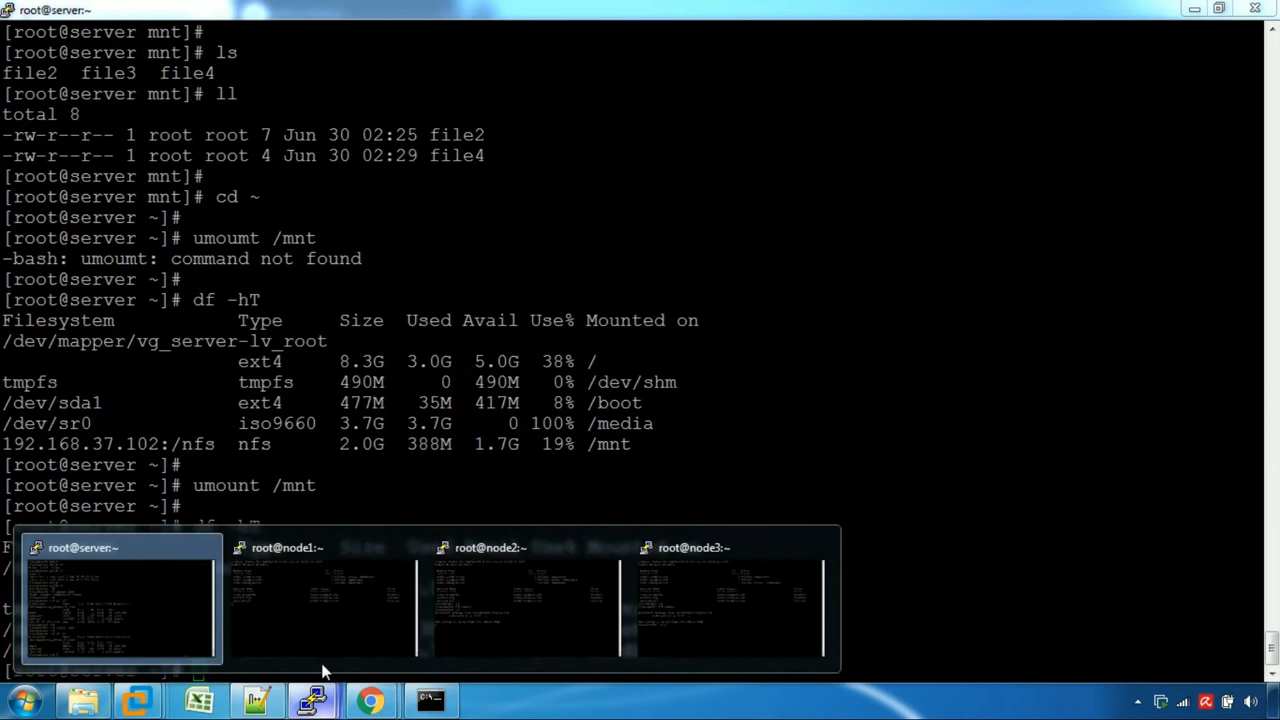 root@server:~
[root@server mnt]#
[root@server mnt]# ls
file2  file3  file4
[root@server mnt]# ll
total 8
-rw-r--r-- 1 root root 7 Jun 30 02:25 file2
-rw-r--r-- 1 root root 4 Jun 30 02:29 file4
[root@server mnt]#
[root@server mnt]# cd ~
[root@server ~]#
[root@server ~]# umoumt /mnt
-bash: umoumt: command not found
[root@server ~]#
[root@server ~]# df -hT
Filesystem           Type     Size  Used Avail Use% Mounted on
/dev/mapper/vg_server-lv_root
                     ext4     8.3G  3.0G  5.0G  38% /
tmpfs                tmpfs    490M     0  490M   0% /dev/shm
/dev/sda1            ext4     477M   35M  417M   8% /boot
/dev/sr0             iso9660  3.7G  3.7G     0 100% /media
192.168.37.102:/nfs  nfs      2.0G  388M  1.7G  19% /mnt
[root@server ~]#
[root@server ~]# umount /mnt
[root@server ~]#
root@server:~ root@node1:~ root@node2:~ root@node3:~